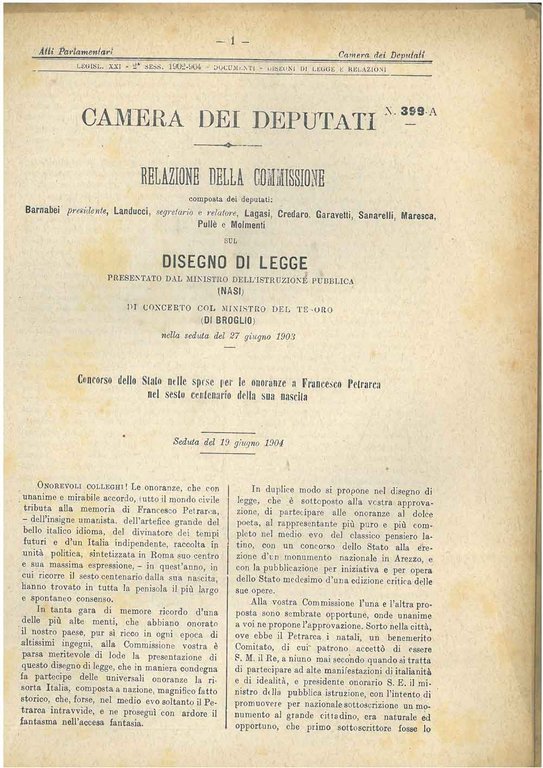 — 1 —
Atti Parlamentari
Camera dei Deputati
LEGISL. XXI - 2ª SESS. 1902-904 - DOCUMENTI - DISEGNI DI LEGGE E RELAZIONI
CAMERA DEI DEPUTATI
N. 399-A
RELAZIONE DELLA COMMISSIONE
composta dei deputati:
Barnabei presidente, Landucci, segretario e relatore, Lagasi, Credaro, Garavetti, Sanarelli, Maresca,
Pullè e Molmenti
SUL
DISEGNO DI LEGGE
PRESENTATO DAL MINISTRO DELL'ISTRUZIONE PUBBLICA
(NASI)
DI CONCERTO COL MINISTRO DEL TESORO
(DI BROGLIO)
nella seduta del 27 giugno 1903
Concorso dello Stato nelle spese per le onoranze a Francesco Petrarca
nel sesto centenario della sua nascita
Seduta del 19 giugno 1904
ONOREVOLI COLLEGHI! Le onoranze, che con
unanime e mirabile accordo, tutto il mondo civile
tributa alla memoria di Francesco Petrarca,
- dell'insigne umanista, dell'artefice grande del
bello italico idioma, del divinatore dei tempi
futuri e d'un Italia indipendente, raccolta in
unità politica, sintetizzata in Roma suo centro
e sua massima espressione, - in quest'anno, in
cui ricorre il sesto centenario dalla sua nascita,
hanno trovato in tutta la penisola il più largo
e spontaneo consenso.
In tanta gara di memore ricordo d'una
delle più alte menti, che abbiano onorato
il nostro paese, pur sì ricco in ogni epoca di
altissimi ingegni, alla Commissione vostra è
parsa meritevole di lode la presentazione di
questo disegno di legge, che in maniera condegna
fa partecipe delle universali onoranze la ri-
sorta Italia, composta a nazione, magnifico fatto
storico, che, forse, nel medio evo soltanto il Pe-
trarca intravvide, e ne proseguì con ardore il
fantasma nell'accesa fantasia.
In duplice modo si propone nel disegno di
legge, che è sottoposto alla vostra approva-
zione, di partecipare alle onoranze al dolce
poeta, al rappresentante più puro e più com-
pleto nel medio evo del classico pensiero la-
tino, con un concorso dello Stato alla ere-
zione d'un monumento nazionale in Arezzo, e
con la pubblicazione per iniziativa e per opera
dello Stato medesimo d'una edizione critica delle
sue opere.
Alla vostra Commissione l'una e l'altra pro-
posta sono sembrate opportune, onde unanime
a voi ne propone l'approvazione. Sorto nella città,
ove ebbe il Petrarca i natali, un benemerito
Comitato, di cui patrono accettò di essere
S. M. il Re, a niuno mai secondo quando si tratta
di partecipare ad alte manifestazioni di italianità
e di idealità, e presidente onorario S. E. il mi-
nistro della pubblica istruzione, con l'intento di
promuovere per nazionale sottoscrizione un mo-
numento al grande cittadino, era naturale ed
opportuno, che primo sottoscrittore fosse lo